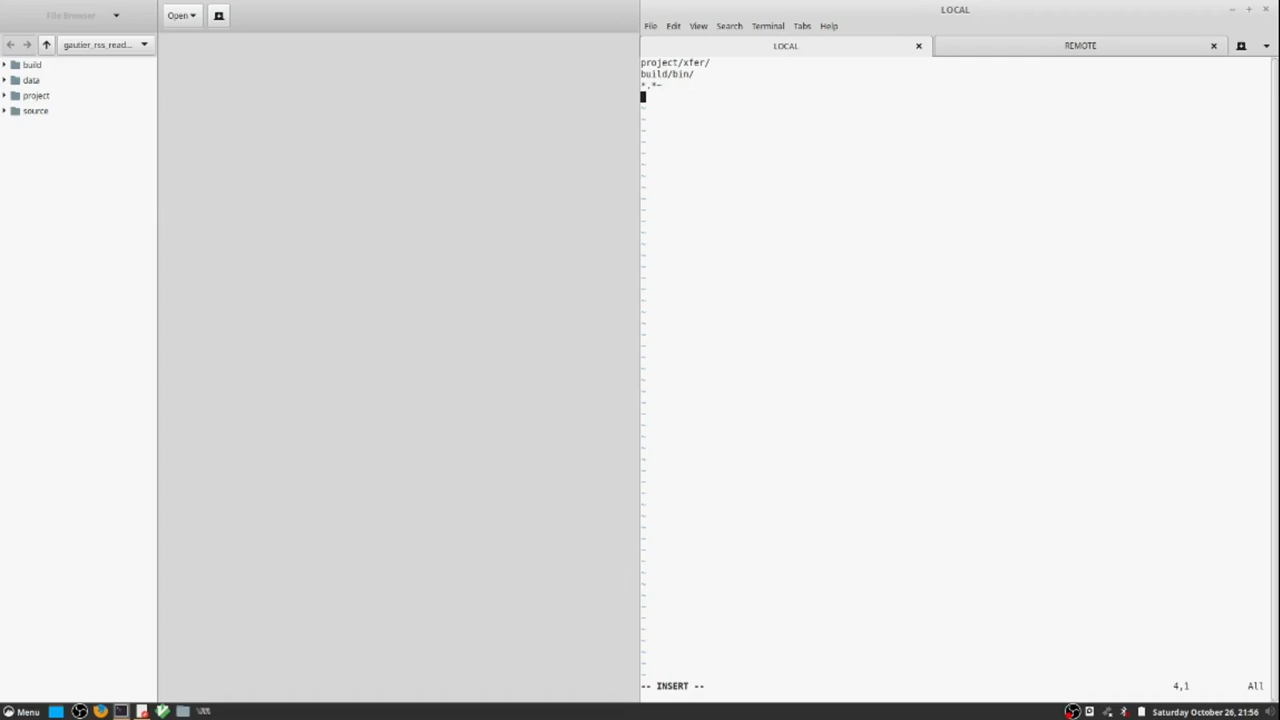 File Browser
Open
LOCAL
File Edit View Search Terminal Tabs Help
gautier_rss_read...
LOCAL
REMOTE
build
data
project
source
project/xfer/
build/bin/
*.*~
-- INSERT --
4,1
All
Menu
Saturday October 26, 21:56